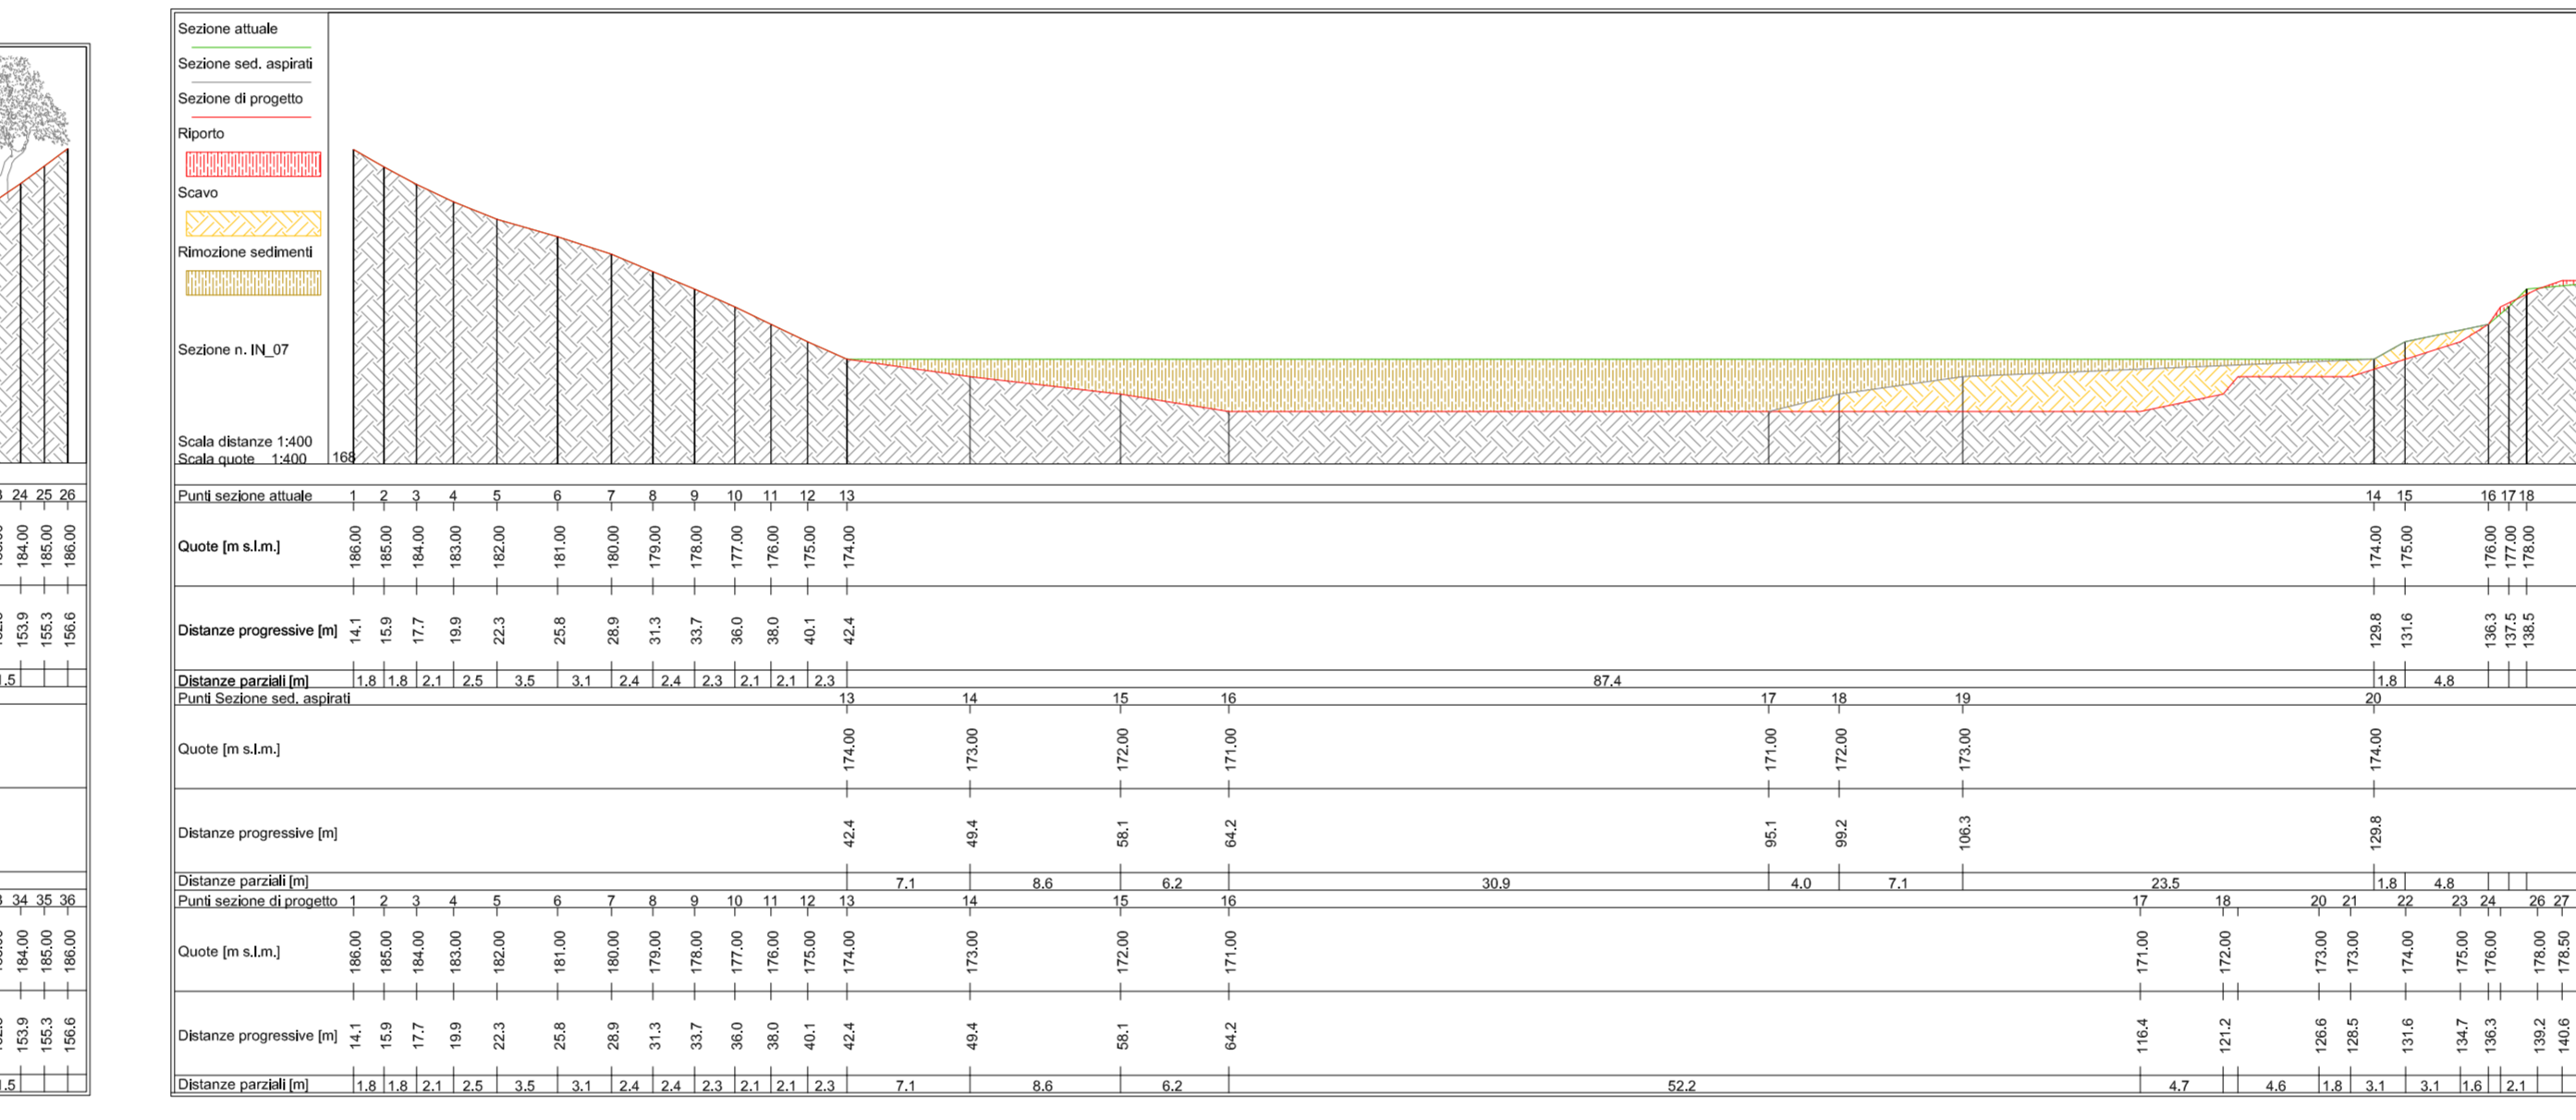 Sezione attuale
Sezione sed. aspirati
Sezione di progetto
Riporto
Scavo
Rimozione sedimenti
Sezione n. IN_07
Scala distanze 1:400
Scala quote 1:400 168
24 25 26
184.00 185.00 186.00
153.9 155.3 156.6
34 35 36
184.00 185.00 186.00
153.9 155.3 156.6
Punti sezione attuale 1 2 3 4 5 6 7 8 9 10 11 12 13 14 15 16 17 18
Quote [m s.l.m.] 186.00 185.00 184.00 183.00 182.00 181.00 180.00 179.00 178.00 177.00 176.00 175.00 174.00 174.00 175.00 176.00 177.00 178.00
Distanze progressive [m] 14.1 15.9 17.7 19.9 22.3 25.8 28.9 31.3 33.7 36.0 38.0 40.1 42.4 129.8 131.6 136.3 137.5 138.5
Distanze parziali [m] 1.8 1.8 2.1 2.5 3.5 3.1 2.4 2.4 2.3 2.1 2.1 2.3 87.4 1.8 4.8
Punti Sezione sed. aspirati 13 14 15 16 17 18 19 20
Quote [m s.l.m.] 174.00 173.00 172.00 171.00 171.00 172.00 173.00 174.00
Distanze progressive [m] 42.4 49.4 58.1 64.2 95.1 99.2 106.3 129.8
Distanze parziali [m] 7.1 8.6 6.2 30.9 4.0 7.1 23.5 1.8 4.8
Punti sezione di progetto 1 2 3 4 5 6 7 8 9 10 11 12 13 14 15 16 17 18 20 21 22 23 24 26 27
Quote [m s.l.m.] 186.00 185.00 184.00 183.00 182.00 181.00 180.00 179.00 178.00 177.00 176.00 175.00 174.00 173.00 172.00 171.00 171.00 172.00 173.00 173.00 174.00 175.00 176.00 178.00 178.50
Distanze progressive [m] 14.1 15.9 17.7 19.9 22.3 25.8 28.9 31.3 33.7 36.0 38.0 40.1 42.4 49.4 58.1 64.2 116.4 121.2 126.6 128.5 131.6 134.7 136.3 139.2 140.6
Distanze parziali [m] 1.8 1.8 2.1 2.5 3.5 3.1 2.4 2.4 2.3 2.1 2.1 2.3 7.1 8.6 6.2 52.2 4.7 4.6 1.8 3.1 3.1 1.6 2.1